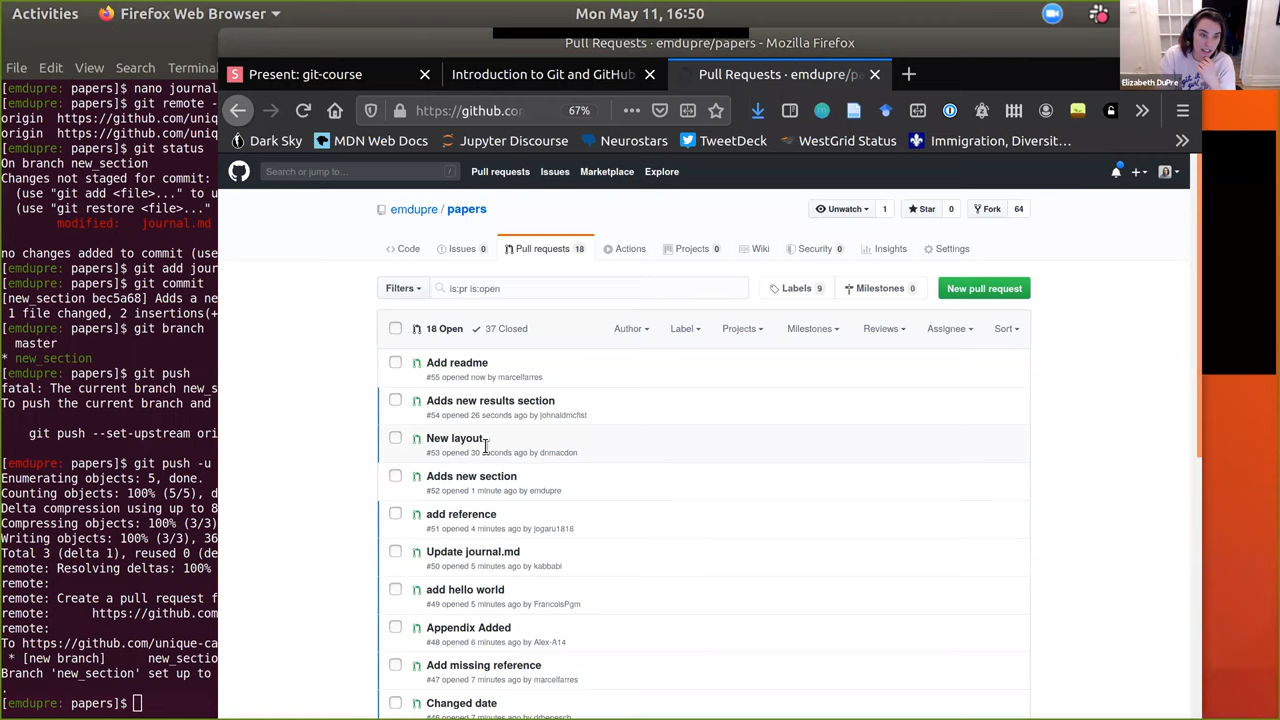 Activities
Firefox Web Browser
Mon May 11, 16:50
Elizabeth DuPre
Pull Requests · emdupre/papers - Mozilla Firefox
File Edit View Search Terminal
Present: git-course
Introduction to Git and GitHub
Pull Requests · emdupre/pa
https://github.co
67%
Dark Sky
MDN Web Docs
Jupyter Discourse
Neurostars
TweetDeck
WestGrid Status
Immigration, Diversit...
[emdupre: papers]$ nano journal
[emdupre: papers]$ git remote -
origin https://github.com/uniq
origin https://github.com/uniq
[emdupre: papers]$ git status
On branch new_section
Changes not staged for commit:
(use "git add <file>..." to u
(use "git restore <file>..."
modified: journal.md
no changes added to commit (use
[emdupre: papers]$ git add jour
[emdupre: papers]$ git commit
[new_section bec5a68] Adds a ne
1 file changed, 2 insertions(+
[emdupre: papers]$ git branch
master
* new_section
[emdupre: papers]$ git push
fatal: The current branch new_s
To push the current branch and
git push --set-upstream ori
[emdupre: papers]$ git push -u
Enumerating objects: 5, done.
Counting objects: 100% (5/5), d
Delta compression using up to 8
Compressing objects: 100% (3/3)
Writing objects: 100% (3/3), 36
Total 3 (delta 1), reused 0 (de
remote: Resolving deltas: 100%
remote:
remote: Create a pull request f
remote: https://github.com
remote:
To https://github.com/unique-ca
* [new branch] new_sectio
Branch 'new_section' set up to
.
[emdupre: papers]$
Search or jump to...
/
Pull requests Issues Marketplace Explore
emdupre / papers
Unwatch 1
Star 0
Fork 64
Code
Issues 0
Pull requests 18
Actions
Projects 0
Wiki
Security 0
Insights
Settings
Filters
is:pr is:open
Labels 9
Milestones 0
New pull request
18 Open
37 Closed
Author Label Projects Milestones Reviews Assignee Sort
Add readme
#55 opened now by marcelfarres
Adds new results section
#54 opened 26 seconds ago by johnaldmcfist
New layout
#53 opened 30 seconds ago by dnmacdon
Adds new section
#52 opened 1 minute ago by emdupre
add reference
#51 opened 4 minutes ago by jogaru1818
Update journal.md
#50 opened 5 minutes ago by kabbabi
add hello world
#49 opened 5 minutes ago by FrancoisPgm
Appendix Added
#48 opened 6 minutes ago by Alex-A14
Add missing reference
#47 opened 7 minutes ago by marcelfarres
Changed date
#46 opened 7 minutes ago by drbenesch